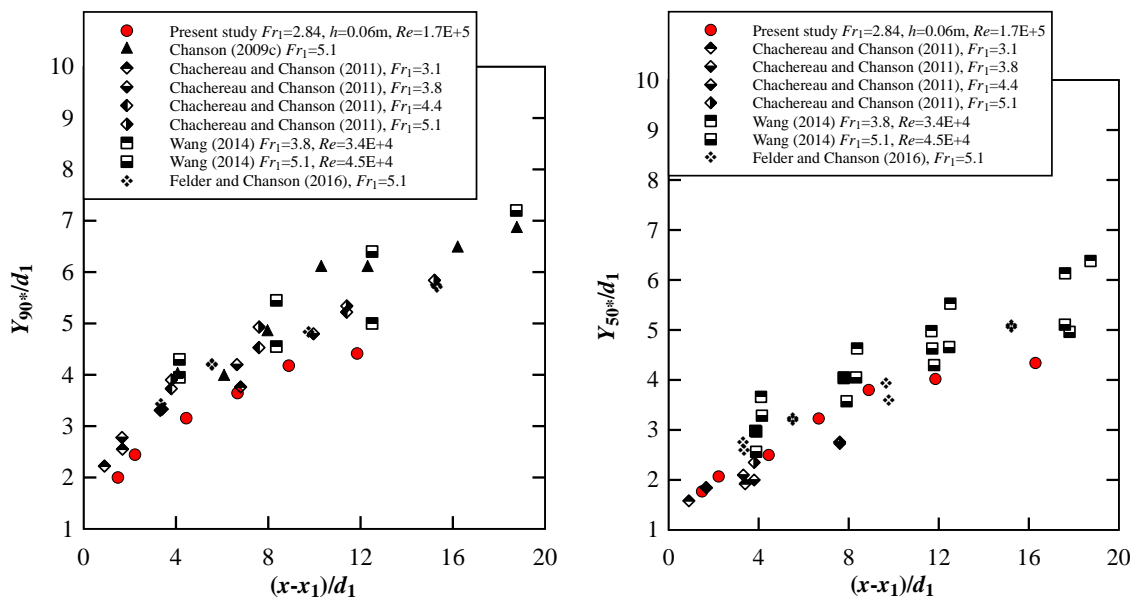 Present study Fr1=2.84, h=0.06m, Re=1.7E+5
Chanson (2009c) Fr1=5.1
Chachereau and Chanson (2011), Fr1=3.1
Chachereau and Chanson (2011), Fr1=3.8
Chachereau and Chanson (2011), Fr1=4.4
Chachereau and Chanson (2011), Fr1=5.1
Wang (2014) Fr1=3.8, Re=3.4E+4
Wang (2014) Fr1=5.1, Re=4.5E+4
Felder and Chanson (2016), Fr1=5.1
10
9
8
7
6
5
4
3
2
1
Y90*/d1
0 4 8 12 16 20
(x-x1)/d1
Present study Fr1=2.84, h=0.06m, Re=1.7E+5
Chachereau and Chanson (2011), Fr1=3.1
Chachereau and Chanson (2011), Fr1=3.8
Chachereau and Chanson (2011), Fr1=4.4
Chachereau and Chanson (2011), Fr1=5.1
Wang (2014) Fr1=3.8, Re=3.4E+4
Wang (2014) Fr1=5.1, Re=4.5E+4
Felder and Chanson (2016), Fr1=5.1
10
9
8
7
6
5
4
3
2
1
Y50*/d1
0 4 8 12 16 20
(x-x1)/d1